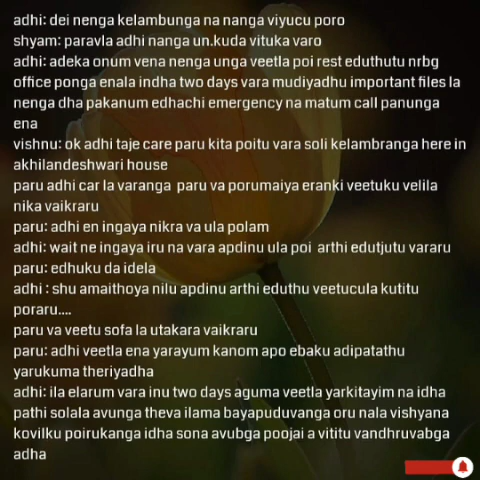 adhi: dei nenga kelambunga na nanga viyucu poro
shyam: paravla adhi nanga un.kuda vituka varo
adhi: adeka onum vena nenga unga veetla poi rest eduthutu nrbg
office ponga enala indha two days vara mudiyadhu important files la
nenga dha pakanum edhachi emergency na matum call panunga
ena
vishnu: ok adhi taje care paru kita poitu vara soli kelambranga here in
akhilandeshwari house
paru adhi car la varanga paru va porumaiya eranki veetuku velila
nika vaikraru
paru: adhi en ingaya nikra va ula polam
adhi: wait ne ingaya iru na vara apdinu ula poi arthi edutjutu vararu
paru: edhuku da idela
adhi : shu amaithoya nilu apdinu arthi eduthu veetucula kutitu
poraru....
paru va veetu sofa la utakara vaikraru
paru: adhi veetla ena yarayum kanom apo ebaku adipatathu
yarukuma theriyadha
adhi: ila elarum vara inu two days aguma veetla yarkitayim na idha
pathi solala avunga theva ilama bayapuduvanga oru nala vishyana
kovilku poirukanga idha sona avubga poojai a vititu vandhruvabga
adha